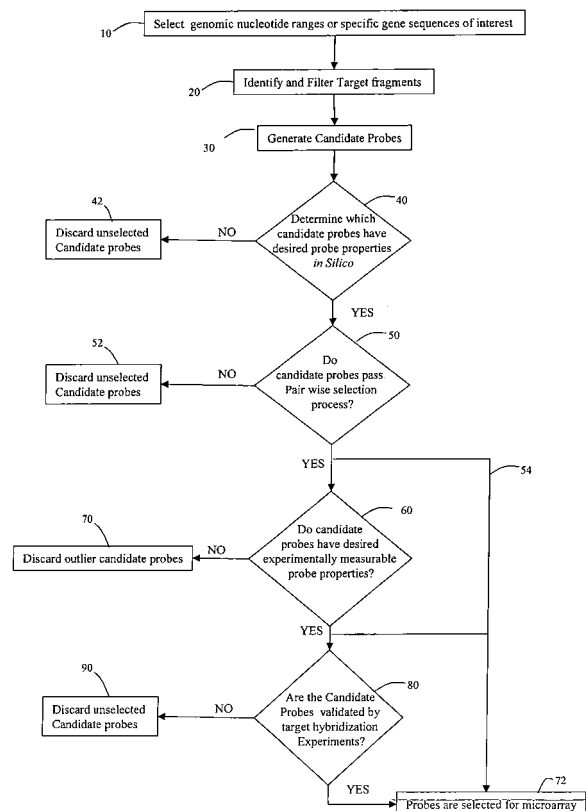 10
Select genomic nucleotide ranges or specific gene sequences of interest
20
Identify and Filter Target fragments
30
Generate Candidate Probes
40
Determine which
candidate probes have
desired probe properties
in Silico
NO
42
Discard unselected
Candidate probes
YES
50
Do
candidate probes pass
Pair wise selection
process?
NO
52
Discard unselected
Candidate probes
YES
54
60
Do candidate
probes have desired
experimentally measurable
probe properties?
NO
70
Discard outlier candidate probes
YES
80
Are the Candidate
Probes validated by
target hybridization
Experiments?
NO
90
Discard unselected
Candidate probes
YES
72
Probes are selected for microarray